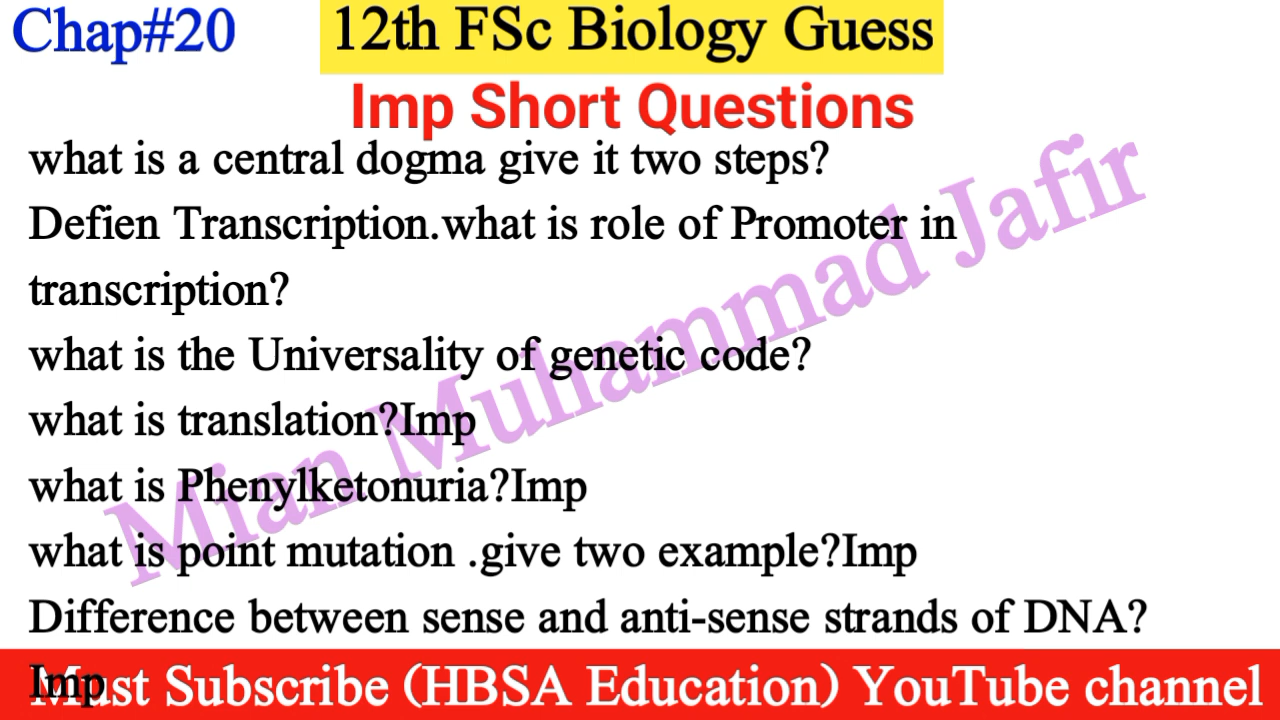 Chap#20
12th FSc Biology Guess
Imp Short Questions
what is a central dogma give it two steps?
Defien Transcription.what is role of Promoter in
transcription?
what is the Universality of genetic code?
what is translation?Imp
what is Phenylketonuria?Imp
what is point mutation .give two example?Imp
Difference between sense and anti-sense strands of DNA?
Imp
Must Subscribe (HBSA Education) YouTube channel
Mian Muhammad Jafir